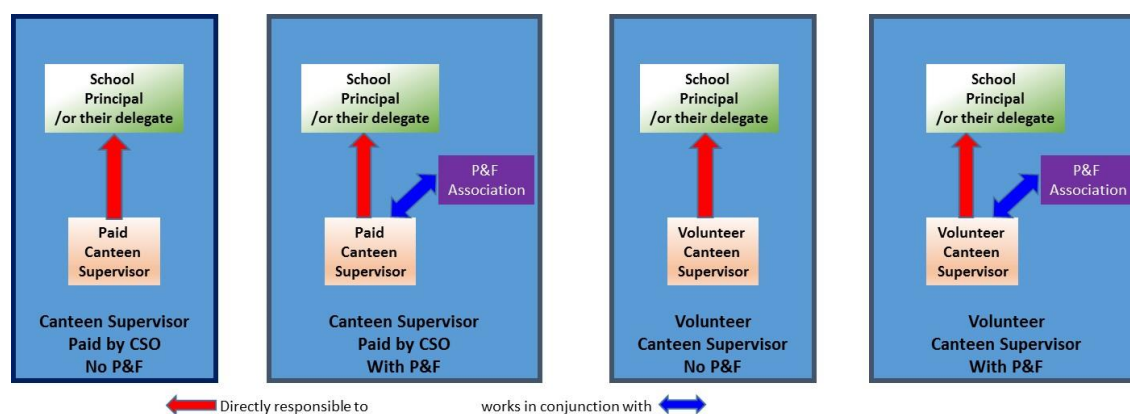 School
Principal
/or their delegate
Paid
Canteen
Supervisor
Canteen Supervisor
Paid by CSO
No P&F
School
Principal
/or their delegate
P&F
Association
Paid
Canteen
Supervisor
Canteen Supervisor
Paid by CSO
With P&F
School
Principal
/or their delegate
Volunteer
Canteen
Supervisor
Volunteer
Canteen Supervisor
No P&F
School
Principal
/or their delegate
P&F
Association
Volunteer
Canteen
Supervisor
Volunteer
Canteen Supervisor
With P&F
Directly responsible to
works in conjunction with